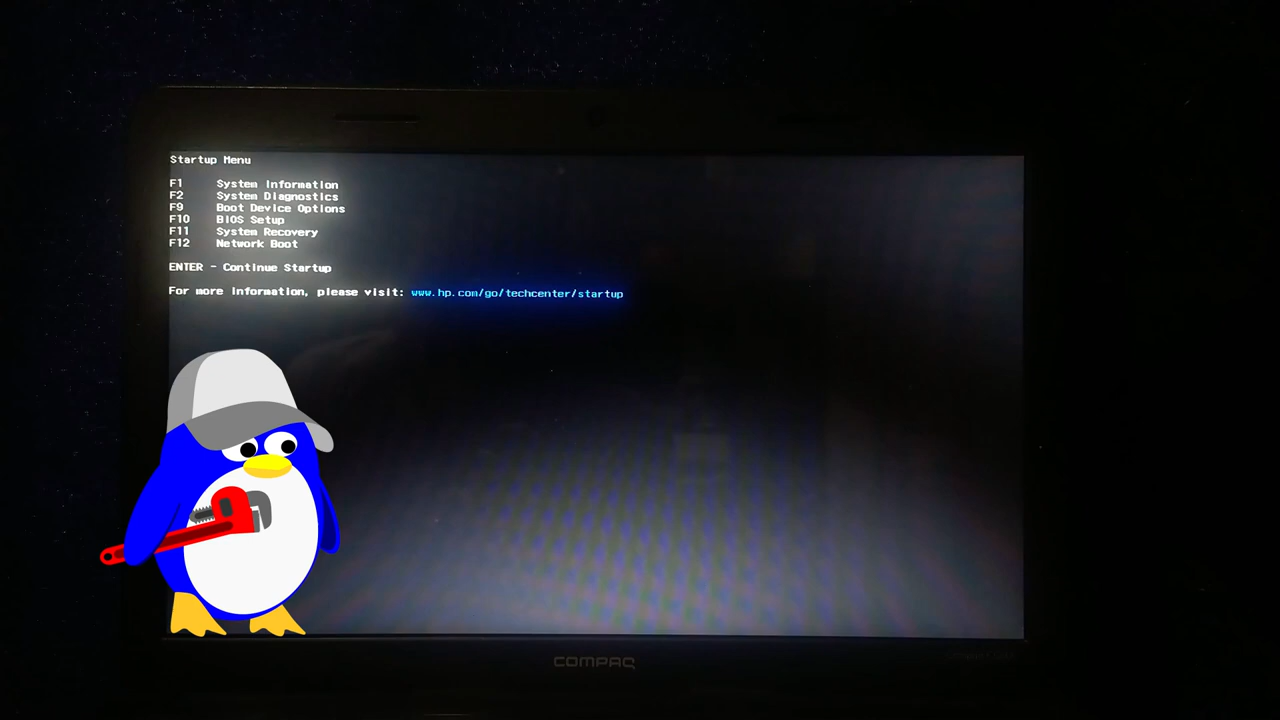 Startup Menu
F1 System Information
F2 System Diagnostics
F9 Boot Device Options
F10 BIOS Setup
F11 System Recovery
F12 Network Boot
ENTER - Continue Startup
For more information, please visit: www.hp.com/go/techcenter/startup
COMPAQ